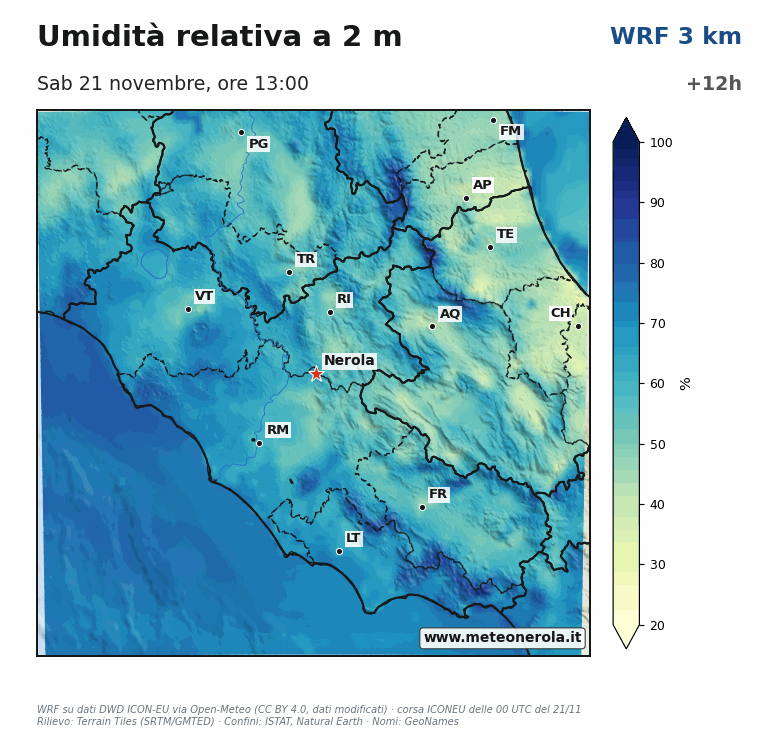 Umidità relativa a 2 m
WRF 3 km
Sab 21 novembre, ore 13:00
+12h
FM
PG
AP
TE
TR
VT
RI
AQ
CH
Nerola
RM
FR
LT
www.meteonerola.it
100
90
80
70
60
50
40
30
20
%
WRF su dati DWD ICON-EU via Open-Meteo (CC BY 4.0, dati modificati) · corsa ICONEU delle 00 UTC del 21/11
Rilievo: Terrain Tiles (SRTM/GMTED) · Confini: ISTAT, Natural Earth · Nomi: GeoNames